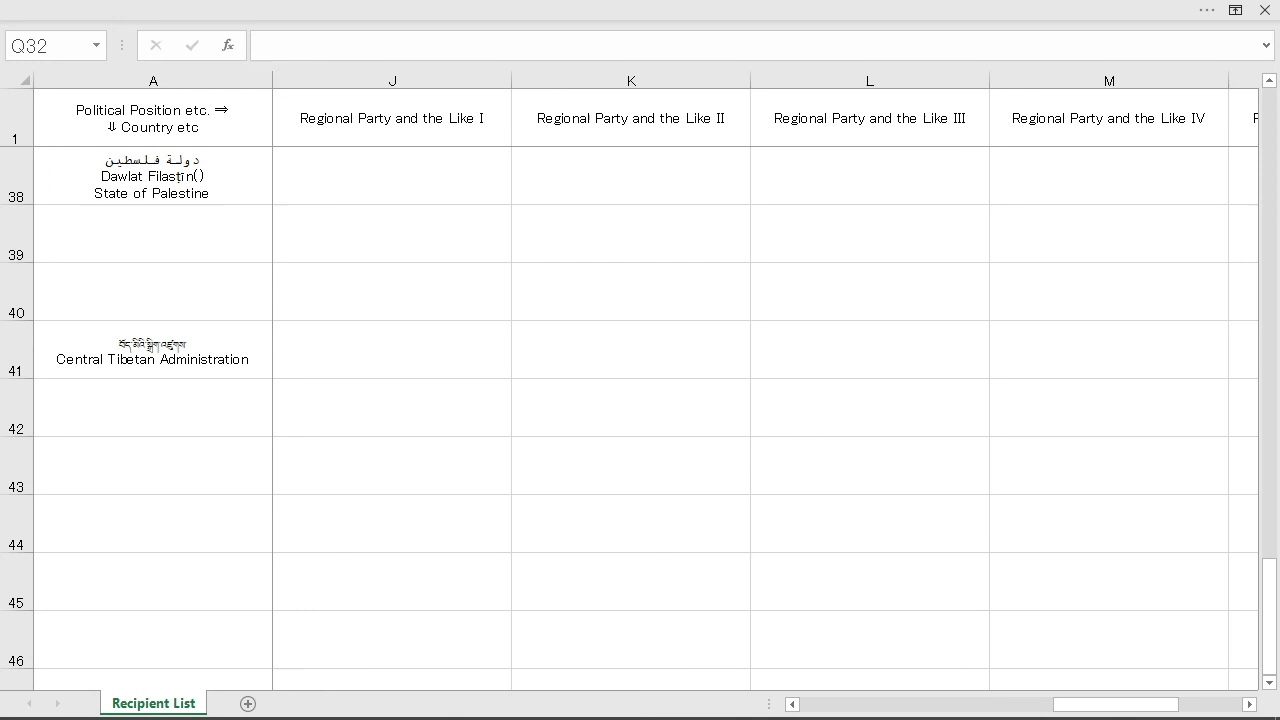 Q32
fx
A J K L M
1 Political Position etc. ⇒
⇓ Country etc
Regional Party and the Like Ⅰ
Regional Party and the Like Ⅱ
Regional Party and the Like Ⅲ
Regional Party and the Like Ⅳ
38
دولة فلسطين
Dawlat Filasṭīn()
State of Palestine
39
40
41
བོད་མིའི་སྒྲིག་འཛུགས
Central Tibetan Administration
42
43
44
45
46
Recipient List